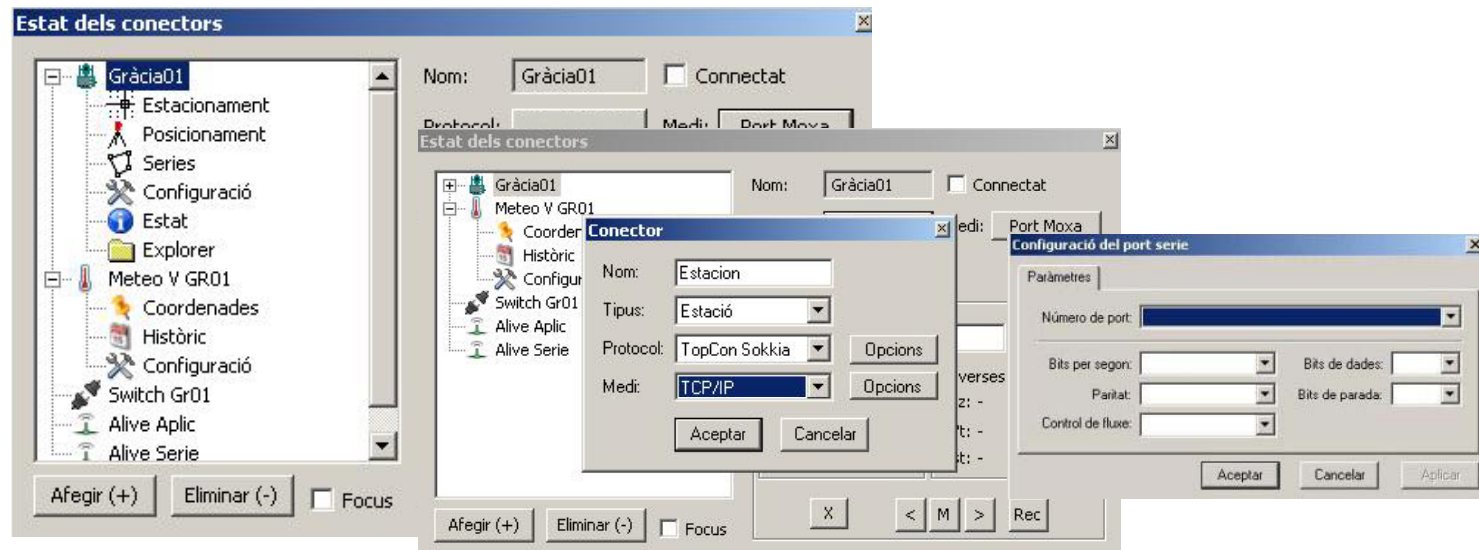 Estat dels conectors
Gràcia01
Estacionament
Posicionament
Series
Configuració
Estat
Explorer
Meteo V GR01
Coordenades
Històric
Configuració
Switch Gr01
Alive Aplic
Alive Serie
Afegir (+) Eliminar (-) Focus
Nom: Gràcia01 Connectat
Protocol: Medi: Port Moxa
Estat dels conectors
Gràcia01
Meteo V GR01
Coorden
Històric
Configur
Switch Gr01
Alive Aplic
Alive Serie
Afegir (+) Eliminar (-) Focus
Nom: Gràcia01 Connectat
edi: Port Moxa
verses
z: -
't: -
st: -
X < M > Rec
Conector
Nom: Estacion
Tipus: Estació
Protocol: TopCon Sokkia Opcions
Medi: TCP/IP Opcions
Aceptar Cancelar
Configuració del port serie
Paràmetres
Número de port:
Bits per segon: Bits de dades:
Paritat: Bits de parada:
Control de fluxe:
Aceptar Cancelar Aplicar